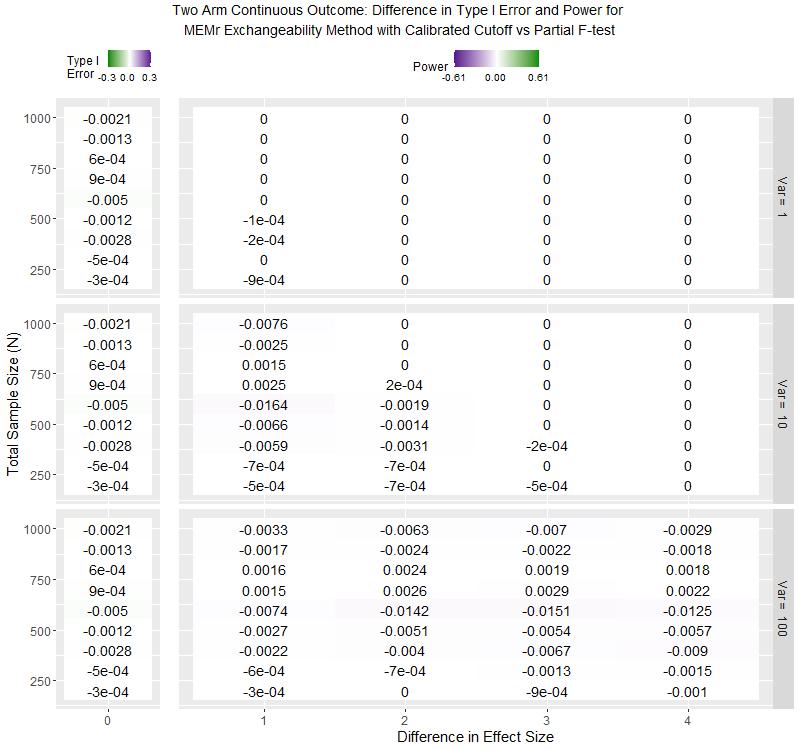 Two Arm Continuous Outcome: Difference in Type I Error and Power for
MEMr Exchangeability Method with Calibrated Cutoff vs Partial F-test
Type I
Error
-0.3 0.0 0.3
Power
-0.61 0.00 0.61
Total Sample Size (N)
1000 -0.0021 0 0 0 0
-0.0013 0 0 0 0
750 6e-04 0 0 0 0
9e-04 0 0 0 0
-0.005 0 0 0 0
500 -0.0012 -1e-04 0 0 0
-0.0028 -2e-04 0 0 0
250 -5e-04 0 0 0 0
-3e-04 -9e-04 0 0 0
Var = 1
1000 -0.0021 -0.0076 0 0 0
-0.0013 -0.0025 0 0 0
750 6e-04 0.0015 0 0 0
9e-04 0.0025 2e-04 0 0
-0.005 -0.0164 -0.0019 0 0
500 -0.0012 -0.0066 -0.0014 0 0
-0.0028 -0.0059 -0.0031 -2e-04 0
250 -5e-04 -7e-04 -7e-04 0 0
-3e-04 -5e-04 -7e-04 -5e-04 0
Var = 10
1000 -0.0021 -0.0033 -0.0063 -0.007 -0.0029
-0.0013 -0.0017 -0.0024 -0.0022 -0.0018
750 6e-04 0.0016 0.0024 0.0019 0.0018
9e-04 0.0015 0.0026 0.0029 0.0022
-0.005 -0.0074 -0.0142 -0.0151 -0.0125
500 -0.0012 -0.0027 -0.0051 -0.0054 -0.0057
-0.0028 -0.0022 -0.004 -0.0067 -0.009
250 -5e-04 -6e-04 -7e-04 -0.0013 -0.0015
-3e-04 -3e-04 0 -9e-04 -0.001
Var = 100
0 1 2 3 4
Difference in Effect Size